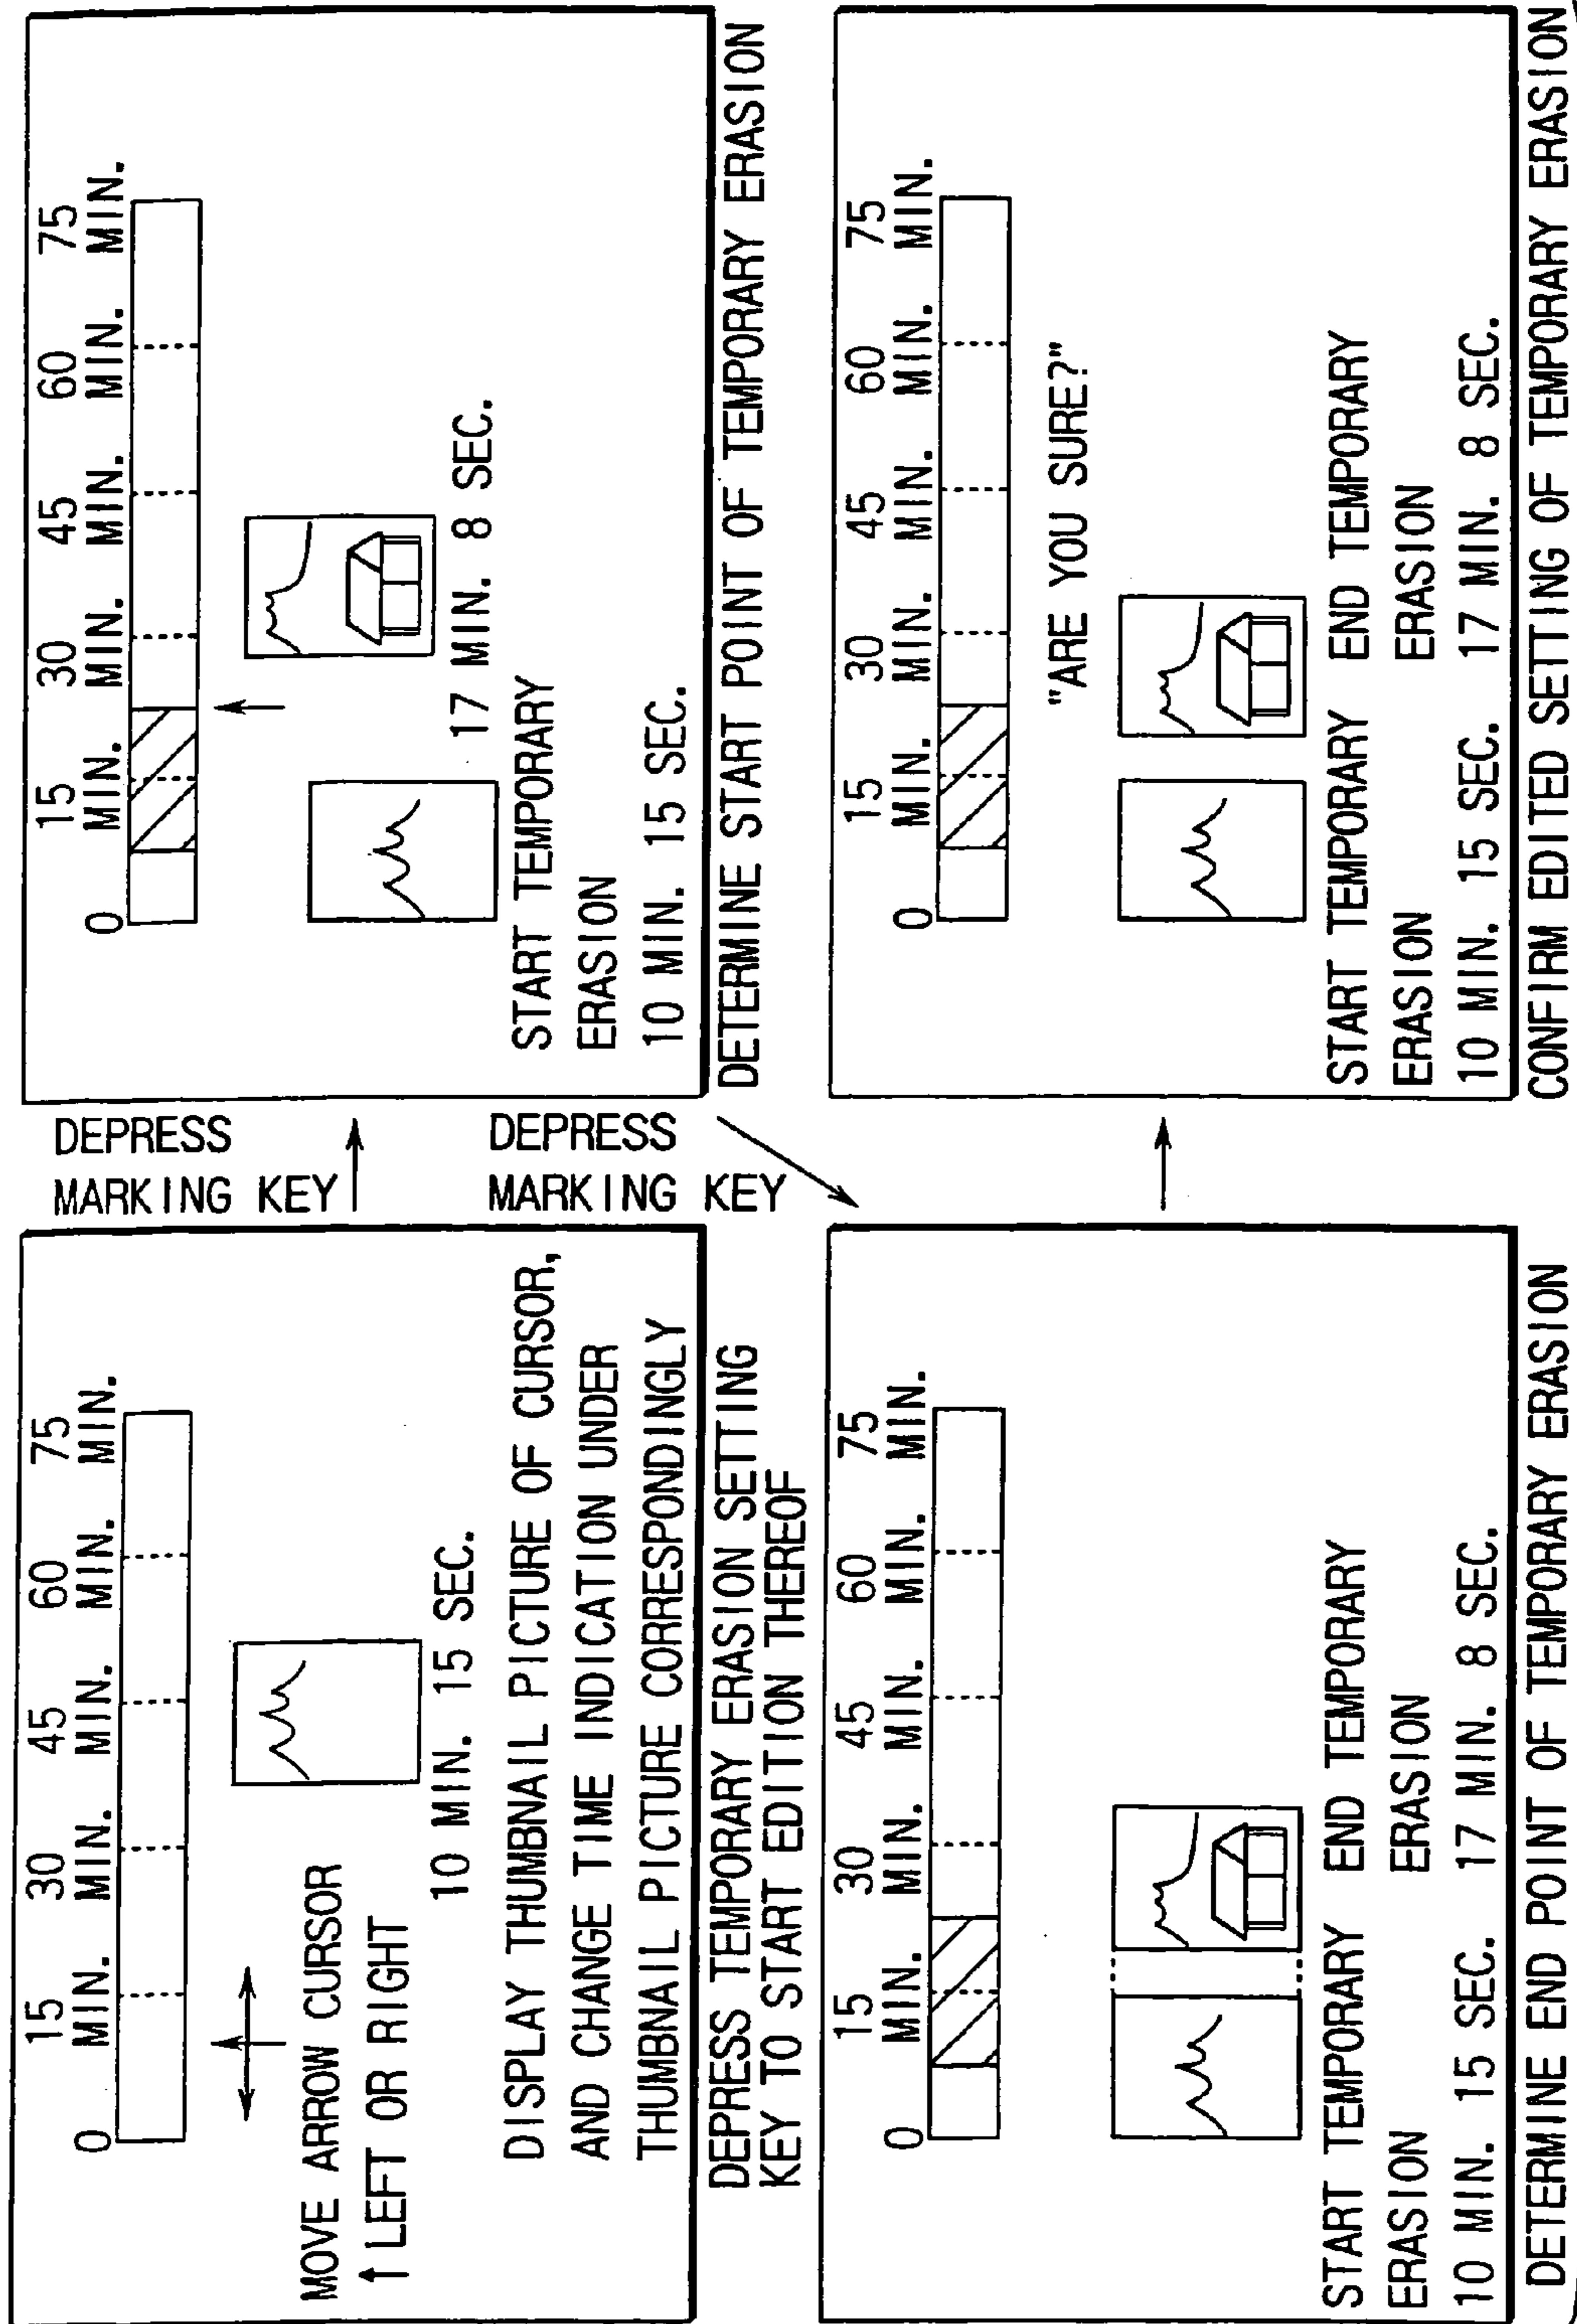 0 15 30 45 60 75
MIN. MIN. MIN. MIN. MIN.
MOVE ARROW CURSOR
↑LEFT OR RIGHT
10 MIN. 15 SEC.
DISPLAY THUMBNAIL PICTURE OF CURSOR,
AND CHANGE TIME INDICATION UNDER
THUMBNAIL PICTURE CORRESPONDINGLY
DEPRESS TEMPORARY ERASION SETTING
KEY TO START EDITION THEREOF
DEPRESS
MARKING KEY
0 15 30 45 60 75
MIN. MIN. MIN. MIN. MIN.
17 MIN. 8 SEC.
START TEMPORARY
ERASION
10 MIN. 15 SEC.
DETERMINE START POINT OF TEMPORARY ERASION
DEPRESS
MARKING KEY
0 15 30 45 60 75
MIN. MIN. MIN. MIN. MIN.
START TEMPORARY END TEMPORARY
ERASION ERASION
10 MIN. 15 SEC. 17 MIN. 8 SEC.
DETERMINE END POINT OF TEMPORARY ERASION
0 15 30 45 60 75
MIN. MIN. MIN. MIN. MIN.
"ARE YOU SURE?"
START TEMPORARY END TEMPORARY
ERASION ERASION
10 MIN. 15 SEC. 17 MIN. 8 SEC.
CONFIRM EDITED SETTING OF TEMPORARY ERASION